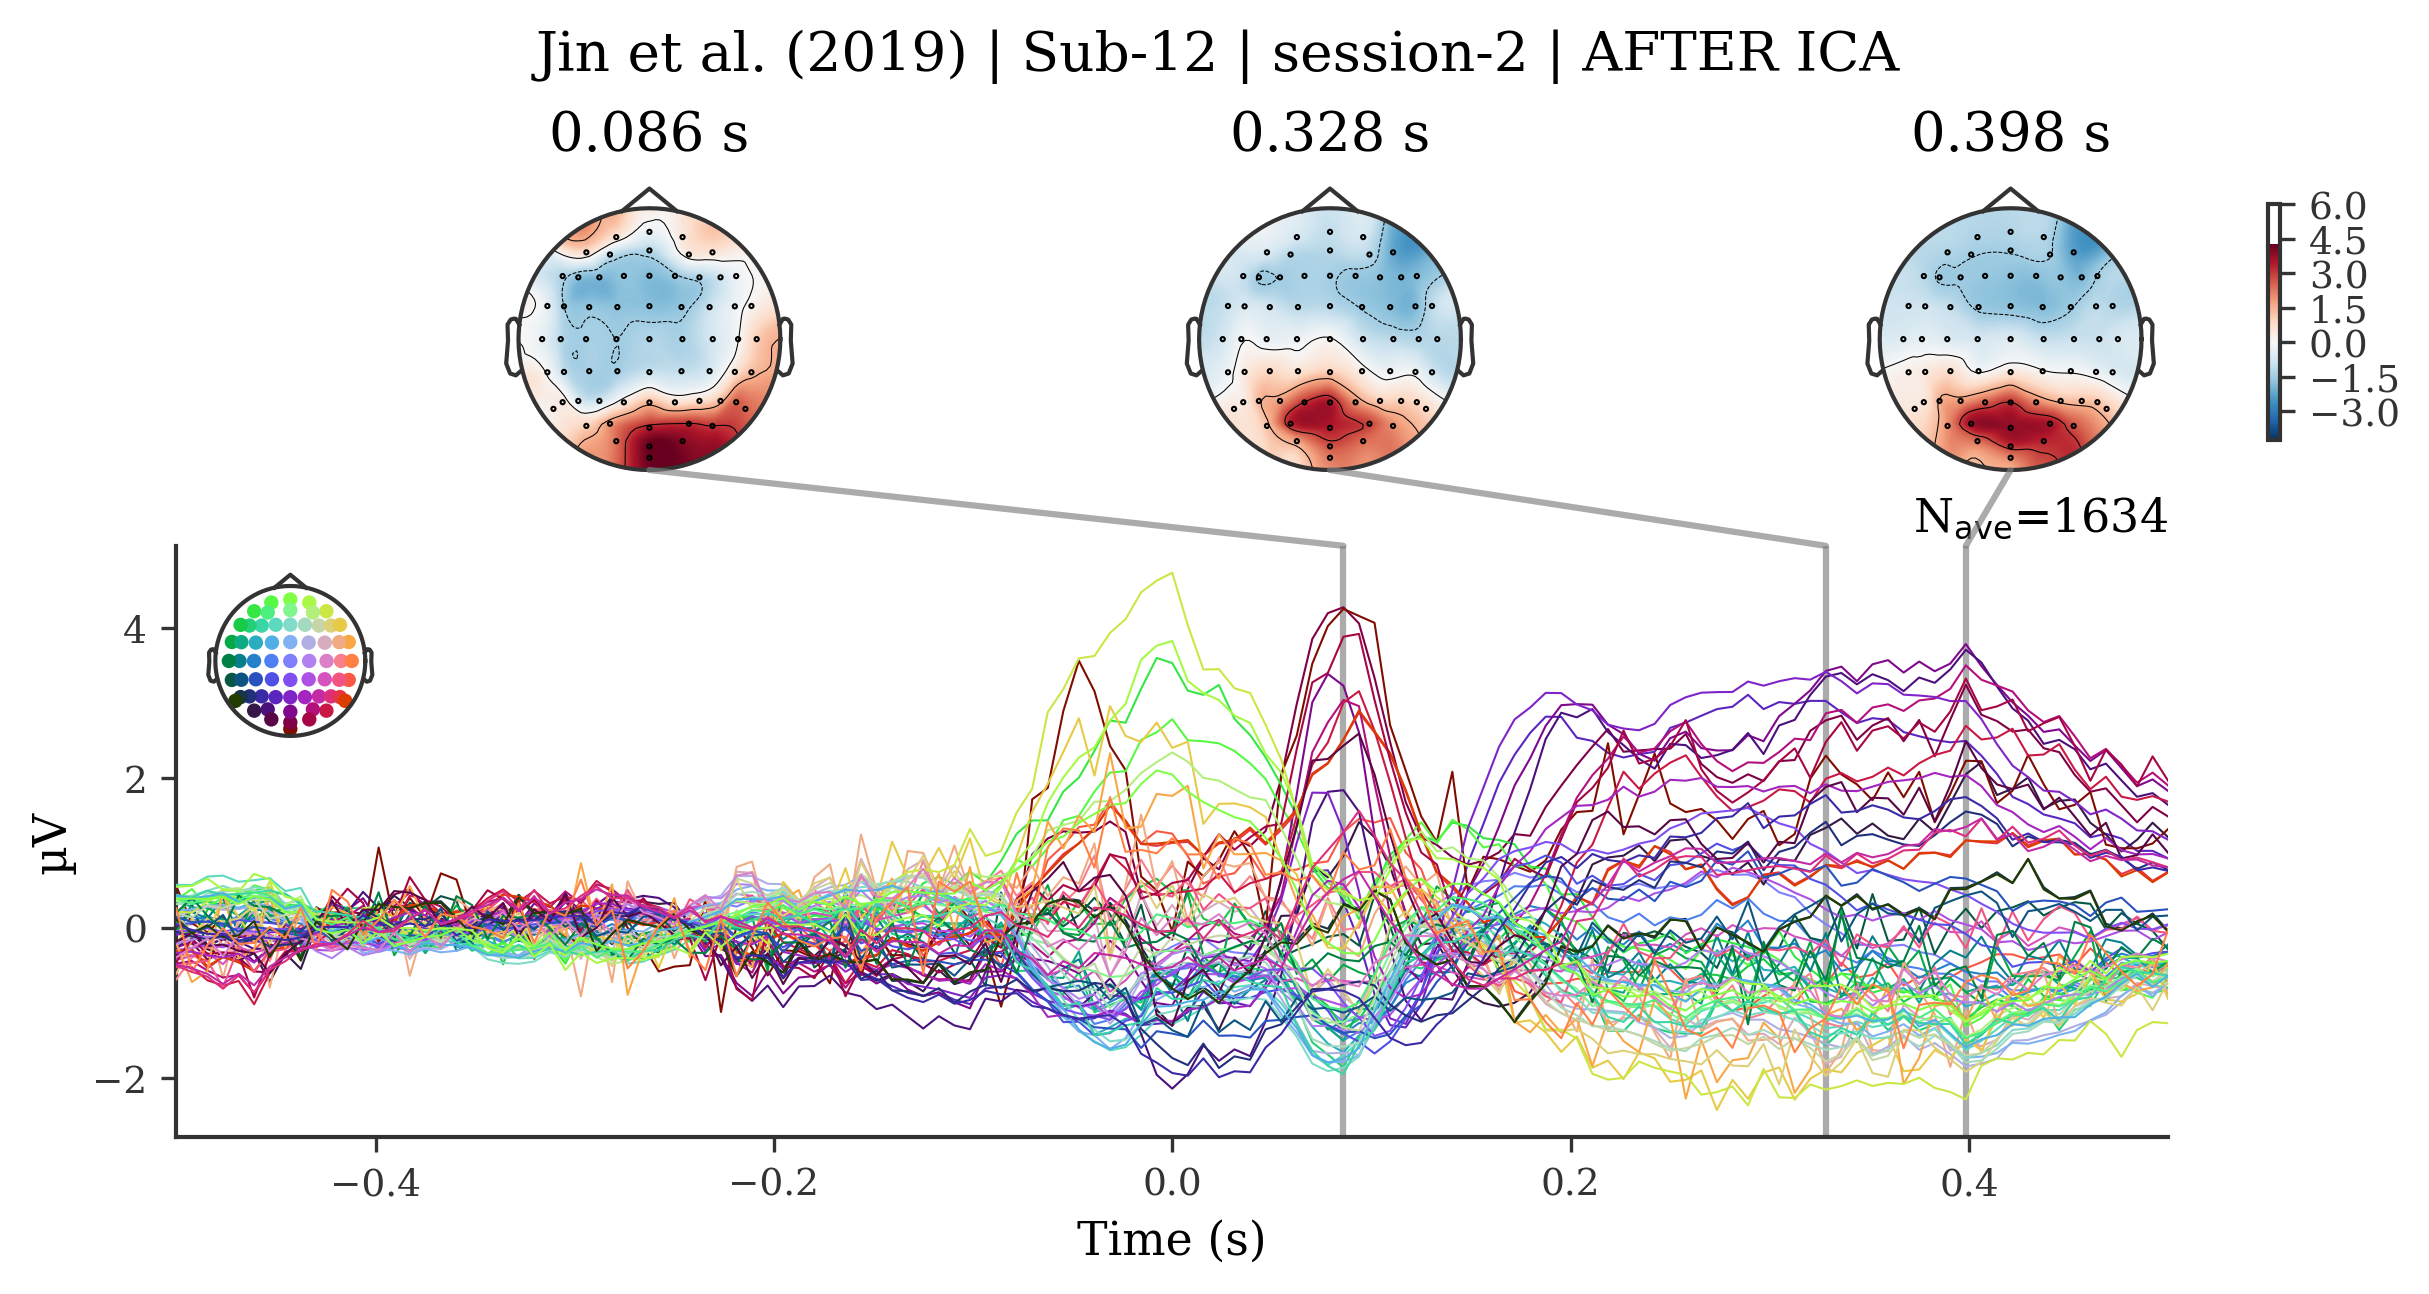 Jin et al. (2019) | Sub-12 | session-2 | AFTER ICA
0.086 s
0.328 s
0.398 s
6.0
4.5
3.0
1.5
0.0
−1.5
−3.0
Nave=1634
4
2
0
−2
µV
−0.4
−0.2
0.0
0.2
0.4
Time (s)